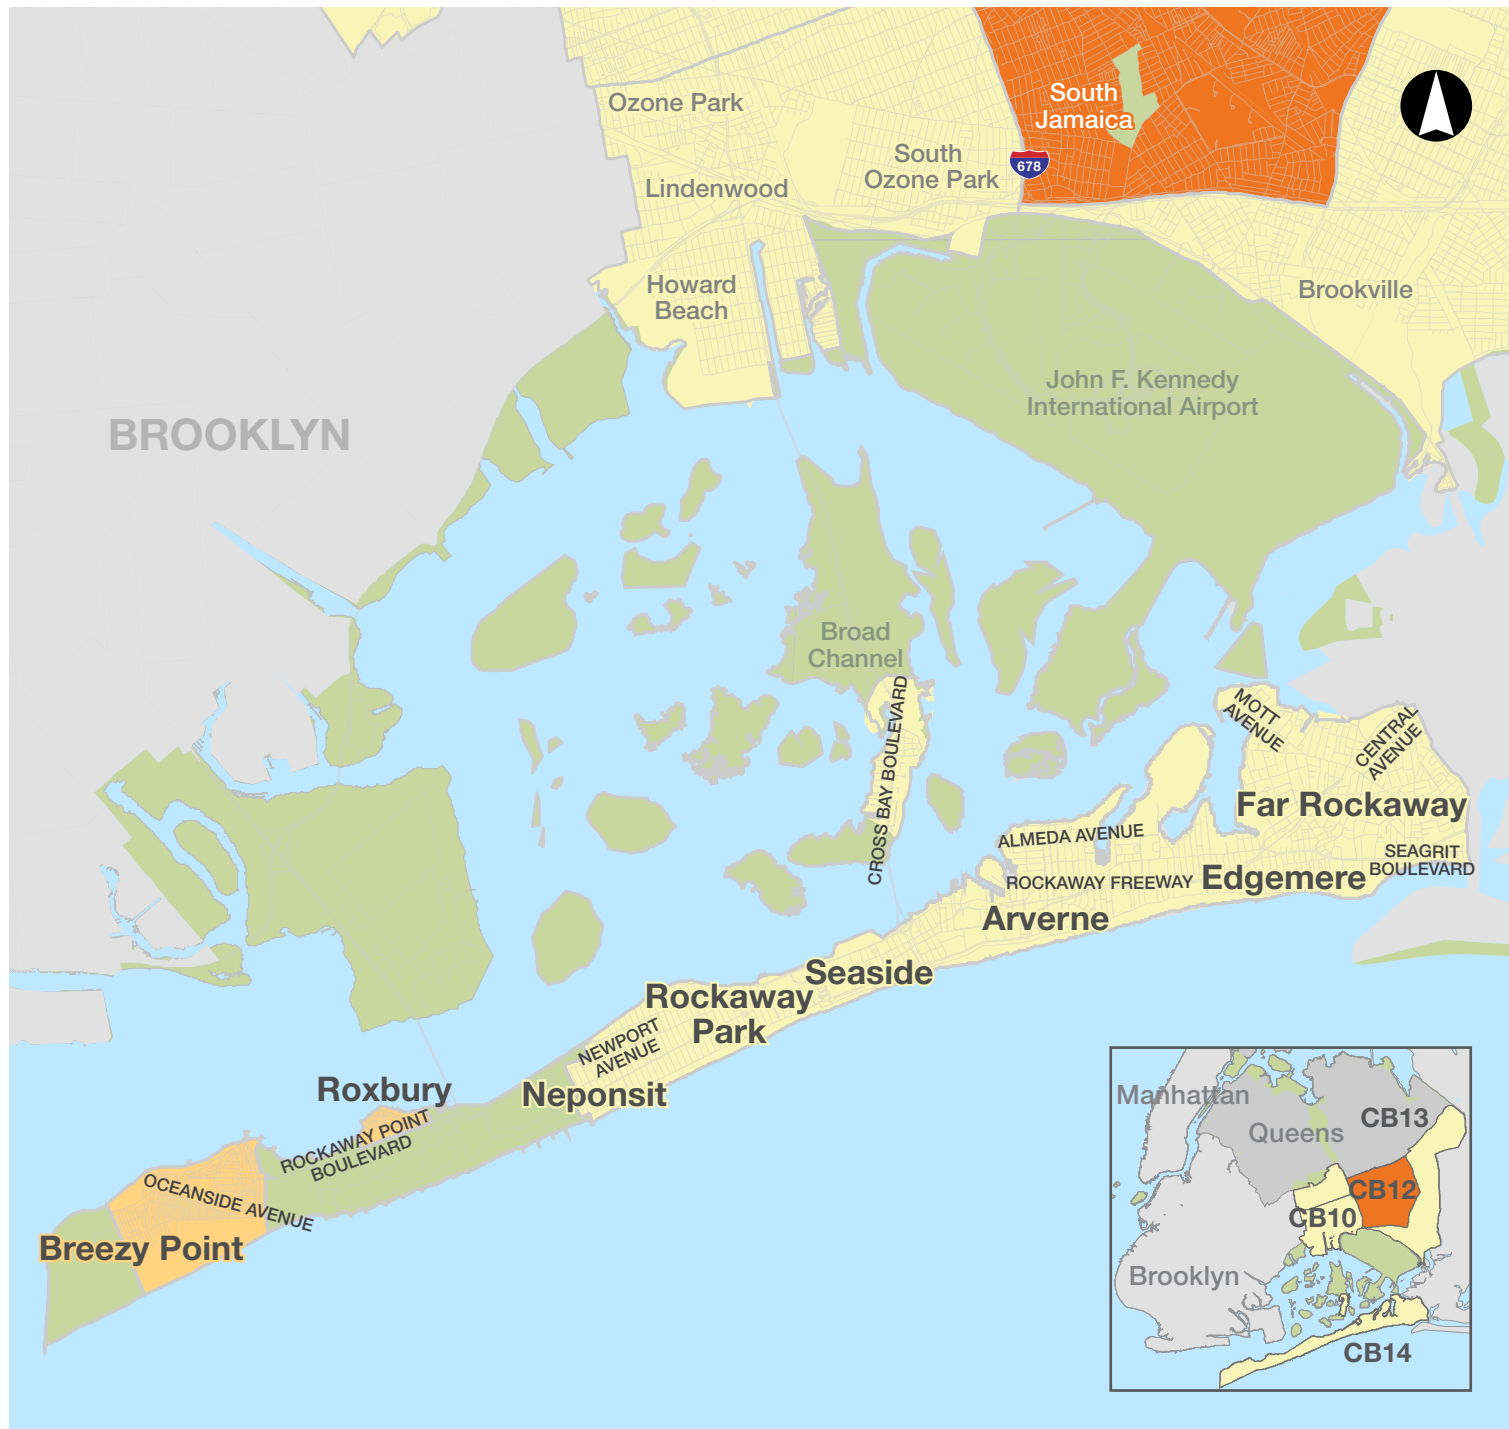 Ozone Park
South
Jamaica
South
Ozone Park
678
Lindenwood
Howard
Beach
Brookville
John F. Kennedy
International Airport
BROOKLYN
Broad
Channel
CROSS BAY BOULEVARD
MOTT
AVENUE
CENTRAL
AVENUE
Far Rockaway
ALMEDA AVENUE
SEAGRIT
BOULEVARD
ROCKAWAY FREEWAY
Edgemere
Arverne
Seaside
Rockaway
Park
NEWPORT
AVENUE
Neponsit
Roxbury
ROCKAWAY POINT
BOULEVARD
OCEANSIDE AVENUE
Breezy Point
Manhattan
Queens
CB13
CB12
CB10
Brooklyn
CB14